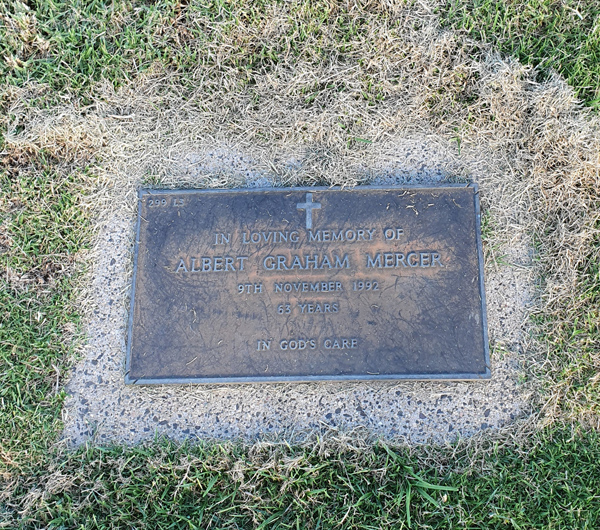 299 LS
IN LOVING MEMORY OF
ALBERT GRAHAM MERCER
9TH NOVEMBER 1992
63 YEARS
IN GOD'S CARE